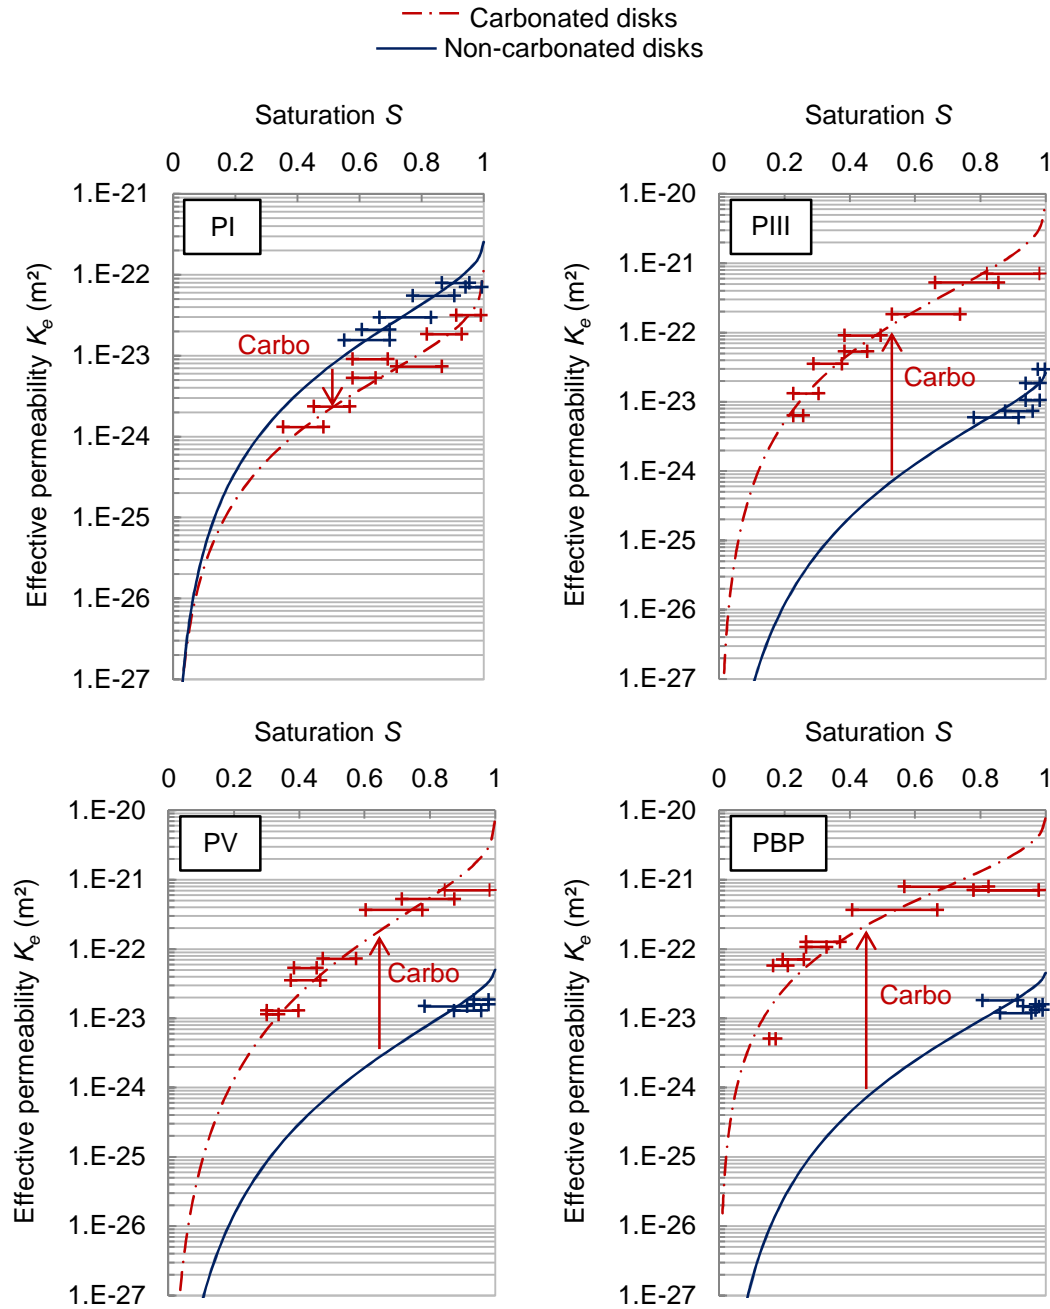 Carbonated disks
Non-carbonated disks
Saturation S
0 0.2 0.4 0.6 0.8 1
1.E-21
1.E-22
1.E-23
1.E-24
1.E-25
1.E-26
1.E-27
Effective permeability Ke (m²)
PI
Carbo
Saturation S
0.2 0.4 0.6 0.8 1
0
1.E-20
1.E-21
1.E-22
1.E-23
1.E-24
1.E-25
1.E-26
1.E-27
Effective permeability Ke (m²)
PIII
Carbo
Saturation S
0 0.2 0.4 0.6 0.8 1
1.E-20
1.E-21
1.E-22
1.E-23
1.E-24
1.E-25
1.E-26
1.E-27
Effective permeability Ke (m²)
PV
Carbo
Saturation S
0 0.2 0.4 0.6 0.8 1
1.E-20
1.E-21
1.E-22
1.E-23
1.E-24
1.E-25
1.E-26
1.E-27
Effective permeability Ke (m²)
PBP
Carbo